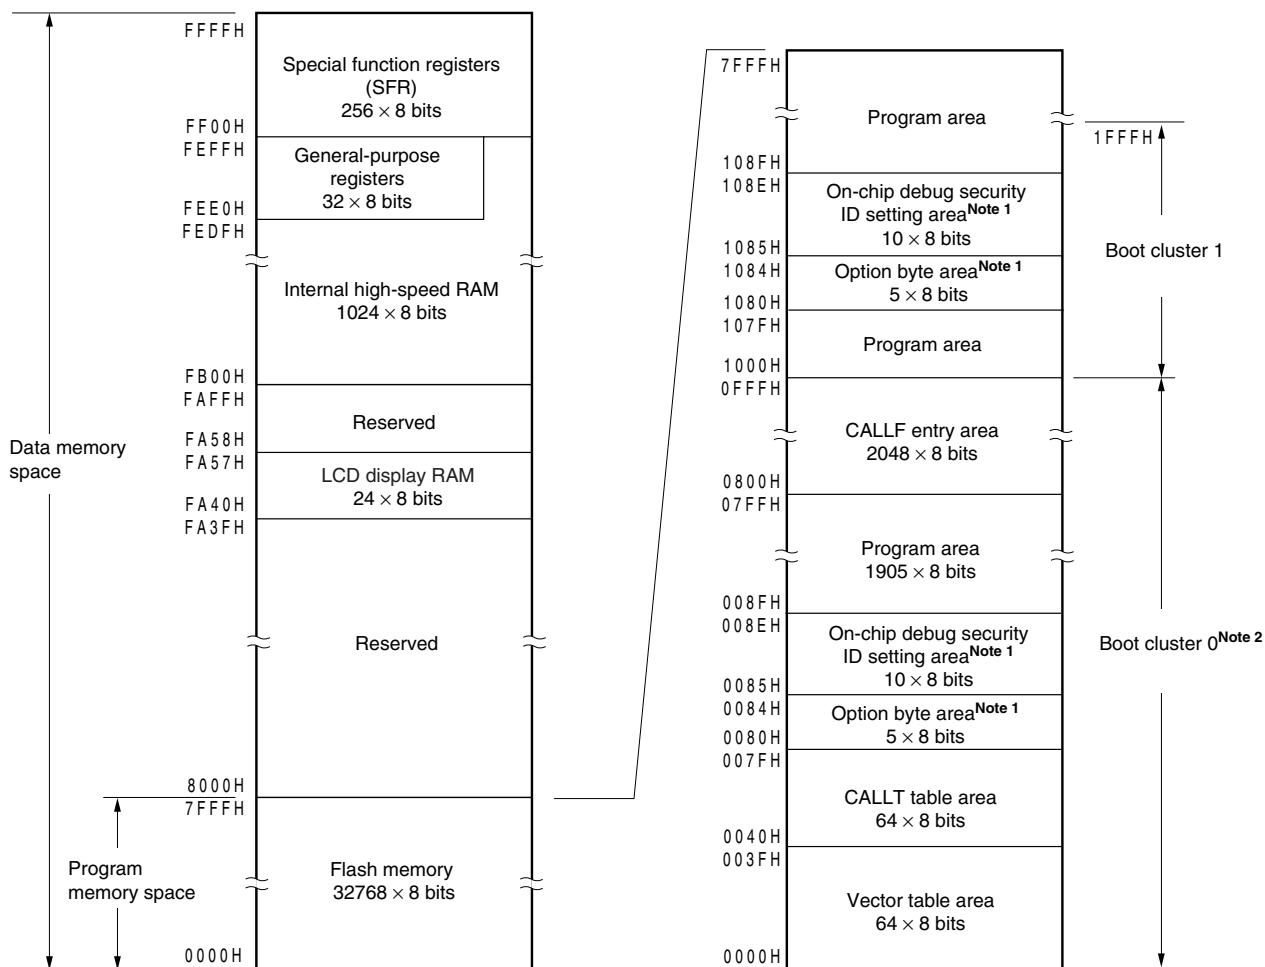 FFFFH
Special function registers
(SFR)
256 × 8 bits
FF00H
FEFFH
General-purpose
registers
32 × 8 bits
FEE0H
FEDFH
Internal high-speed RAM
1024 × 8 bits
FB00H
FAFFH
Reserved
FA58H
FA57H
LCD display RAM
24 × 8 bits
FA40H
FA3FH
Reserved
8000H
7FFFH
Flash memory
32768 × 8 bits
0000H
Data memory
space
Program
memory space
7FFFH
Program area
108FH
108EH
On-chip debug security
ID setting areaNote 1
10 × 8 bits
1085H
1084H
Option byte areaNote 1
5 × 8 bits
1080H
107FH
Program area
1000H
0FFFH
CALLF entry area
2048 × 8 bits
0800H
07FFH
Program area
1905 × 8 bits
008FH
008EH
On-chip debug security
ID setting areaNote 1
10 × 8 bits
0085H
0084H
Option byte areaNote 1
5 × 8 bits
0080H
007FH
CALLT table area
64 × 8 bits
0040H
003FH
Vector table area
64 × 8 bits
0000H
1FFFH
Boot cluster 1
Boot cluster 0Note 2